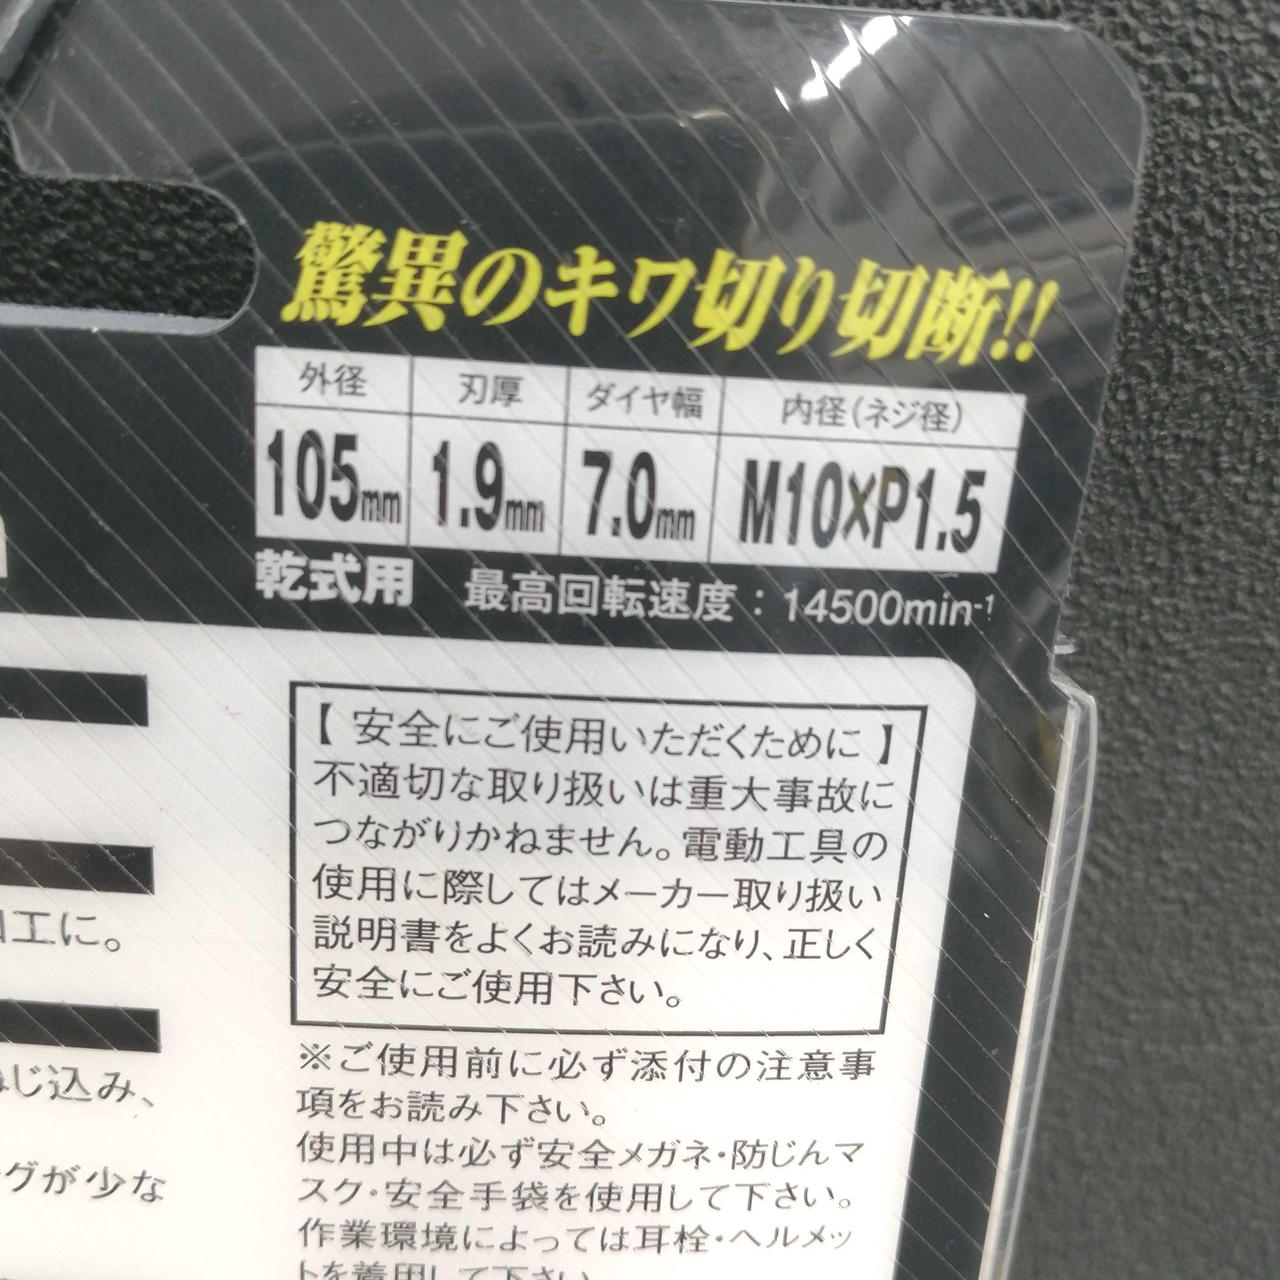 驚異のキワ切り切断!!
外径 刃厚 ダイヤ幅 内径(ネジ径)
105mm 1.9mm 7.0mm M10×P1.5
乾式用 最高回転速度：14500min-1
【 安全にご使用いただくために 】
不適切な取り扱いは重大事故に
つながりかねません。電動工具の
使用に際してはメーカー取り扱い
説明書をよくお読みになり、正しく
安全にご使用下さい。
※ご使用前に必ず添付の注意事
項をお読み下さい。
使用中は必ず安全メガネ・防じんマ
スク・安全手袋を使用して下さい。
作業環境によっては耳栓・ヘルメッ
トを着用して下さい。
工に。
じ込み、
グが少な